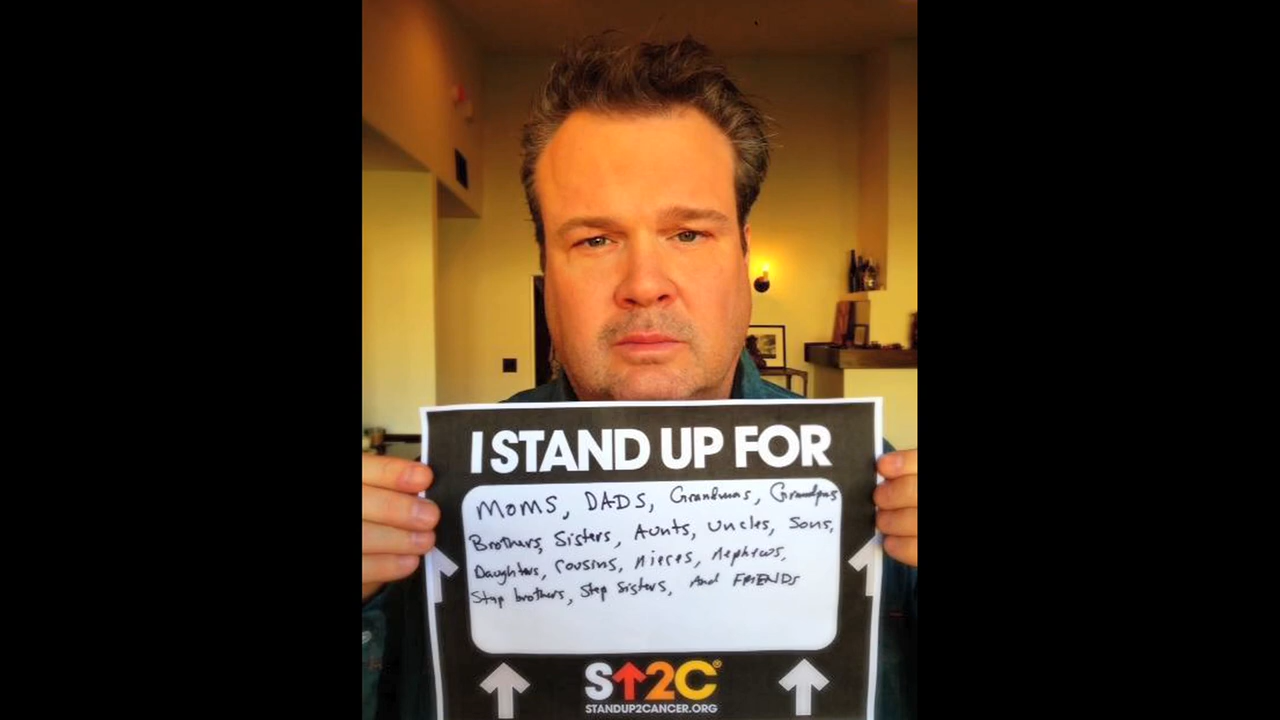 I STAND UP FOR
MOMS, DADS, Grandmas, Grandpas
Brothers, Sisters, Aunts, Uncles, Sons,
Daughters, Cousins, Nieces, Nephews,
Step brothers, Step Sisters, And FRIENDS
S↑2C®
STANDUP2CANCER.ORG